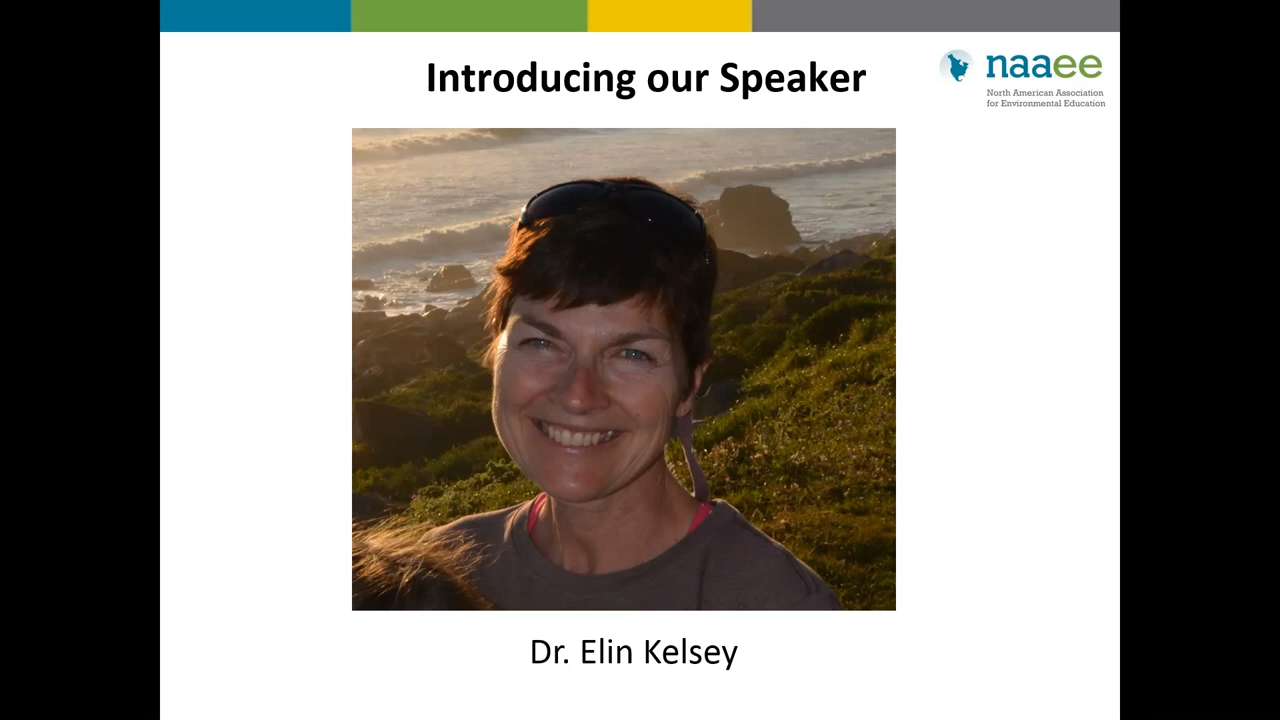 Introducing our Speaker
naaee
North American Association
for Environmental Education
Dr. Elin Kelsey